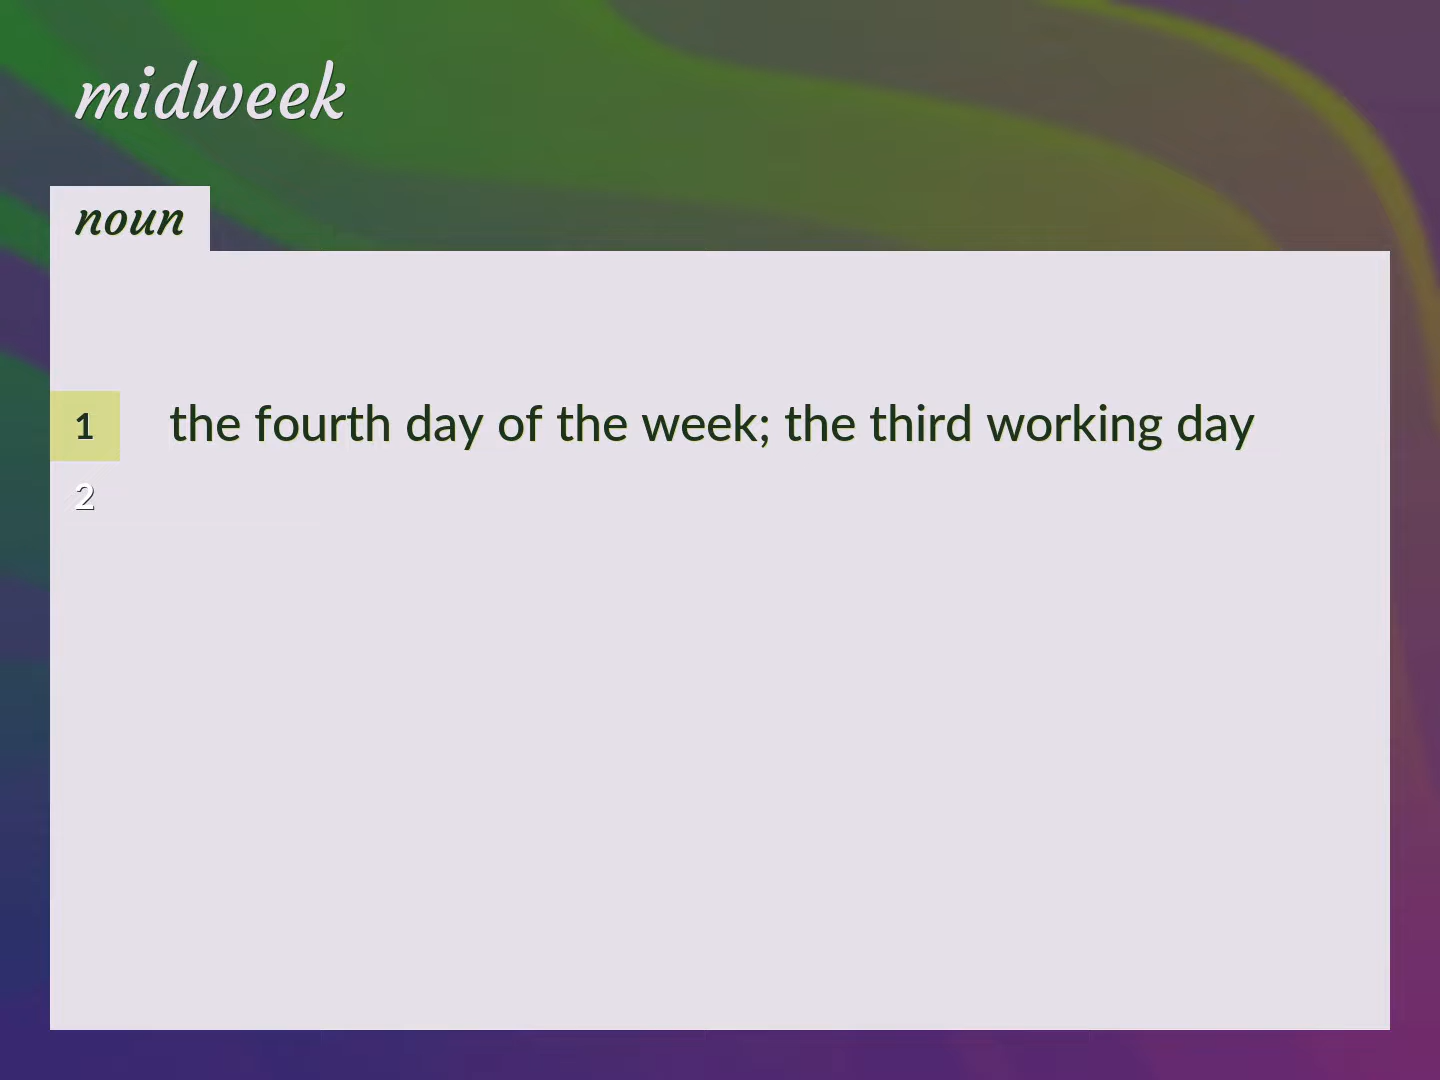 midweek
noun
1 the fourth day of the week; the third working day
2